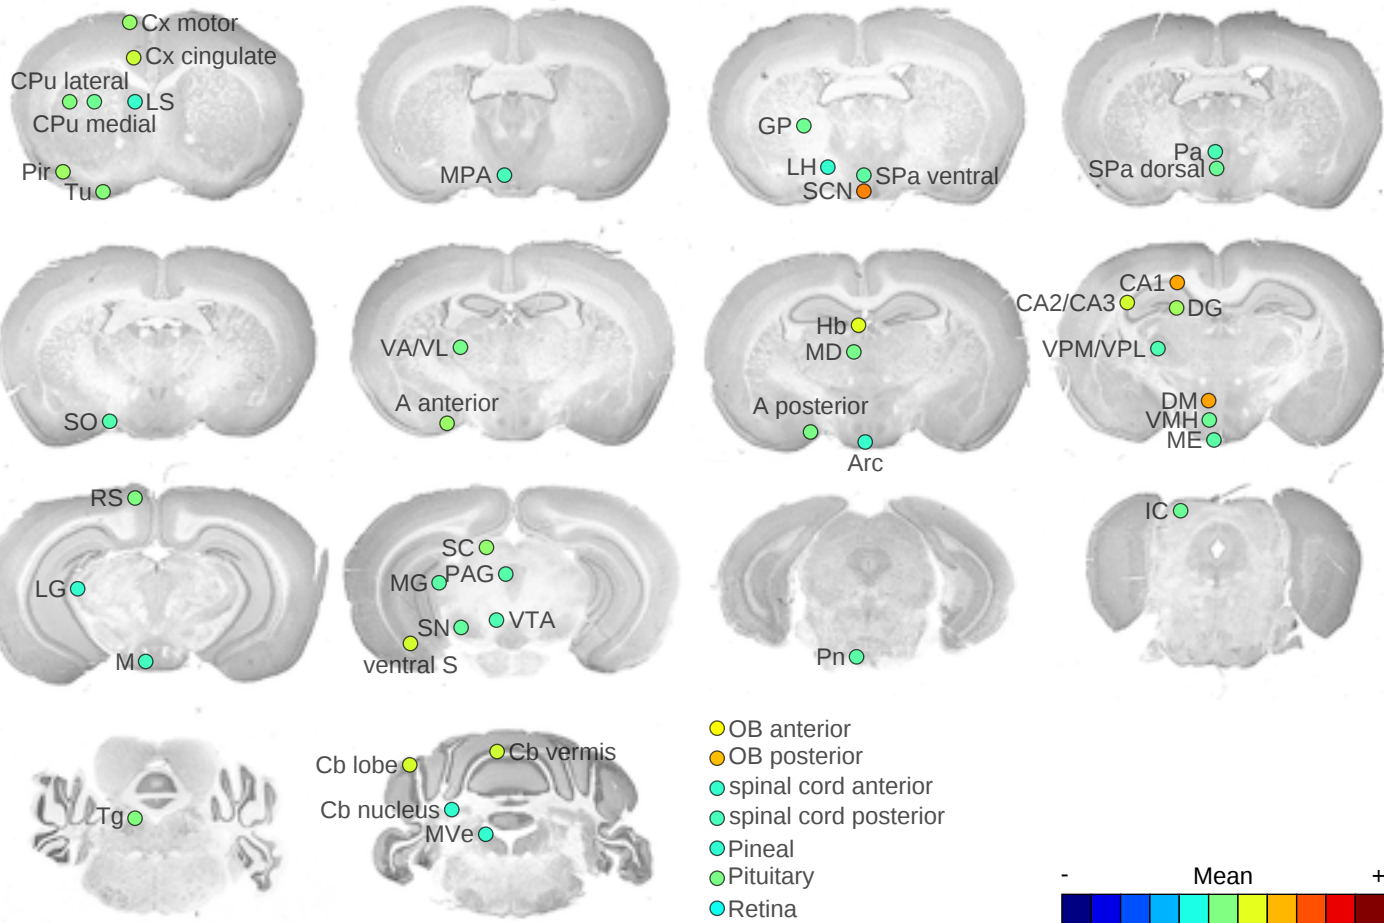 Cx motor
Cx cingulate
CPu lateral
LS
CPu medial
Pir
Tu
MPA
GP
LH
SPa ventral
SCN
Pa
SPa dorsal
SO
VA/VL
A anterior
Hb
MD
A posterior
Arc
CA1
CA2/CA3
DG
VPM/VPL
DM
VMH
ME
RS
LG
M
SC
MG
PAG
SN
VTA
ventral S
Pn
IC
Tg
Cb lobe
Cb vermis
Cb nucleus
MVe
OB anterior
OB posterior
spinal cord anterior
spinal cord posterior
Pineal
Pituitary
Retina
- Mean +